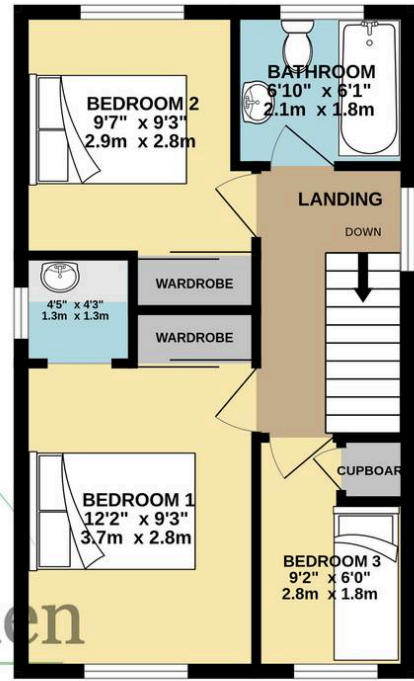 BATHROOM
6'10" x 6'1"
2.1m x 1.8m
BEDROOM 2
9'7" x 9'3"
2.9m x 2.8m
LANDING
DOWN
WARDROBE
4'5" x 4'3"
1.3m x 1.3m
WARDROBE
CUPBOAR
BEDROOM 1
12'2" x 9'3"
3.7m x 2.8m
BEDROOM 3
9'2" x 6'0"
2.8m x 1.8m
en